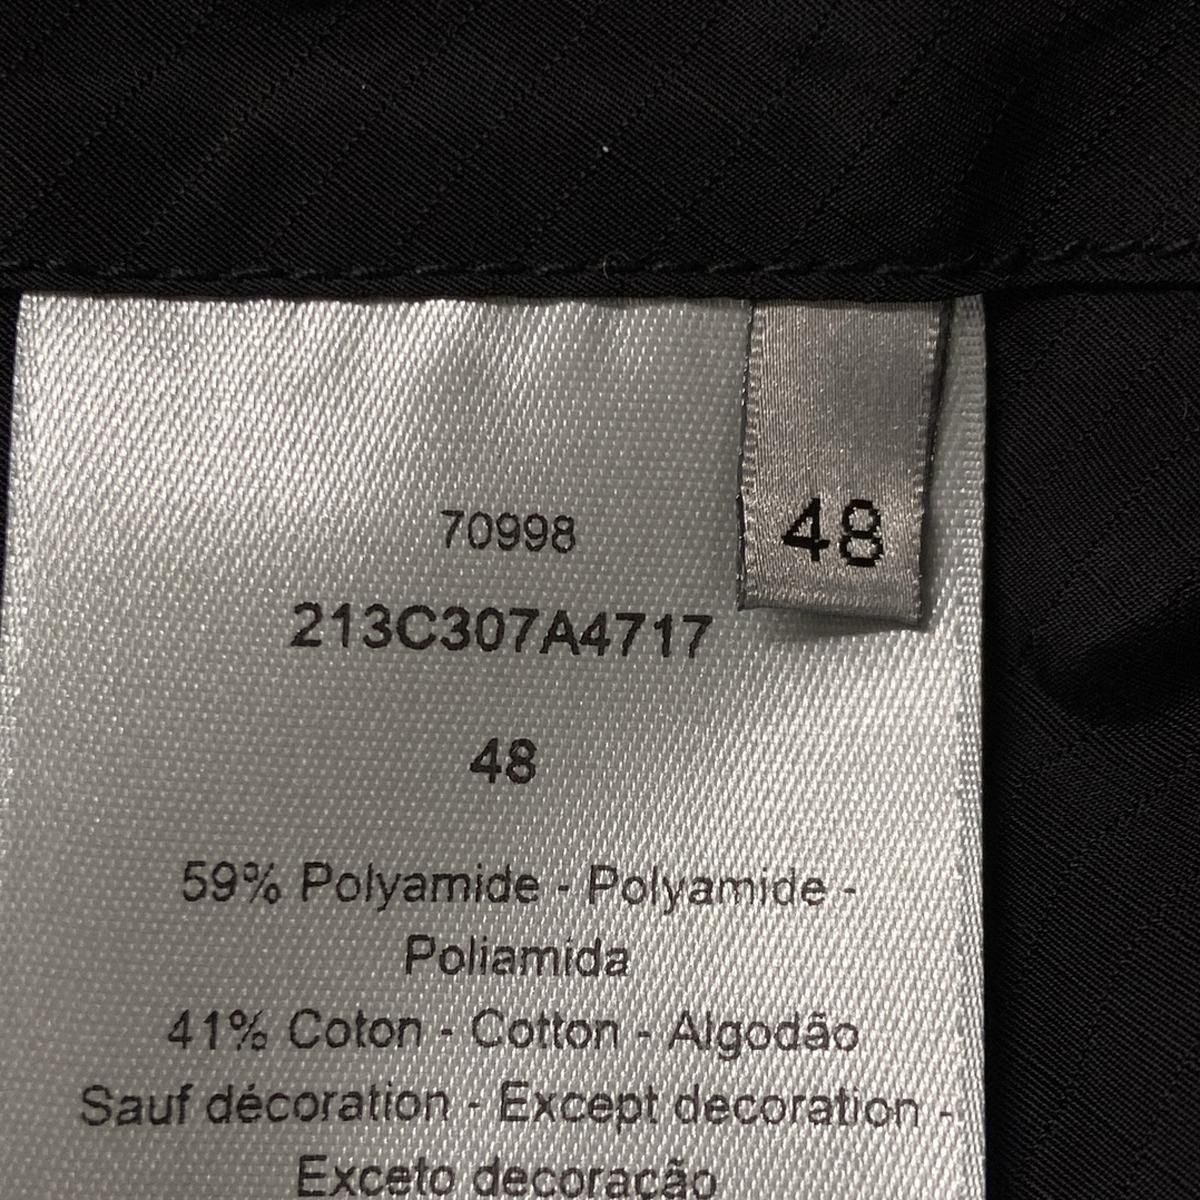 70998
48
213C307A4717
48
59% Polyamide - Polyamide -
Poliamida
41% Coton - Cotton - Algodão
Sauf décoration - Except decoration -
Exceto decoração